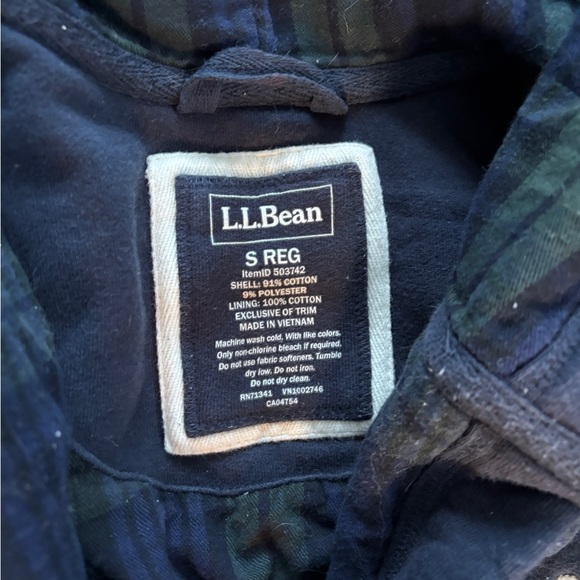 L.L.Bean
S REG
ItemID 503742
SHELL: 91% COTTON
9% POLYESTER
LINING: 100% COTTON
EXCLUSIVE OF TRIM
MADE IN VIETNAM
Machine wash cold. With like colors.
Only non-chlorine bleach if required.
Do not use fabric softeners. Tumble
dry low. Do not iron.
Do not dry clean.
RN71341 VN1002746
CA04754